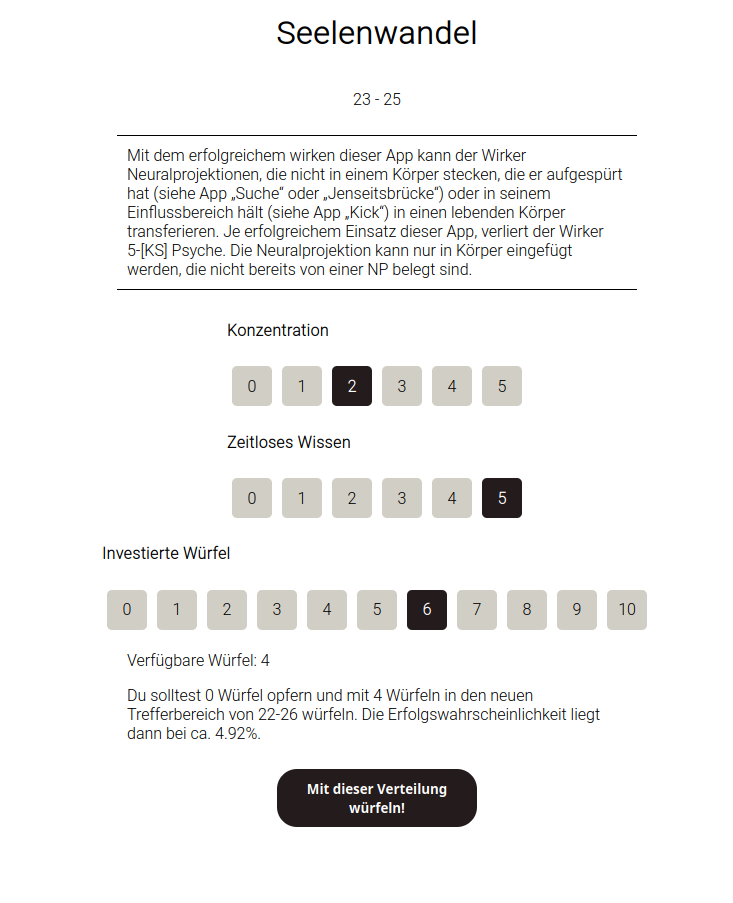 Seelenwandel
23 - 25
Mit dem erfolgreichem wirken dieser App kann der Wirker
Neuralprojektionen, die nicht in einem Körper stecken, die er aufgespürt
hat (siehe App „Suche“ oder „Jenseitsbrücke“) oder in seinem
Einflussbereich hält (siehe App „Kick“) in einen lebenden Körper
transferieren. Je erfolgreichem Einsatz dieser App, verliert der Wirker
5-[KS] Psyche. Die Neuralprojektion kann nur in Körper eingefügt
werden, die nicht bereits von einer NP belegt sind.
Konzentration
0 1 2 3 4 5
Zeitloses Wissen
0 1 2 3 4 5
Investierte Würfel
0 1 2 3 4 5 6 7 8 9 10
Verfügbare Würfel: 4
Du solltest 0 Würfel opfern und mit 4 Würfeln in den neuen
Trefferbereich von 22-26 würfeln. Die Erfolgswahrscheinlichkeit liegt
dann bei ca. 4.92%.
Mit dieser Verteilung
würfeln!